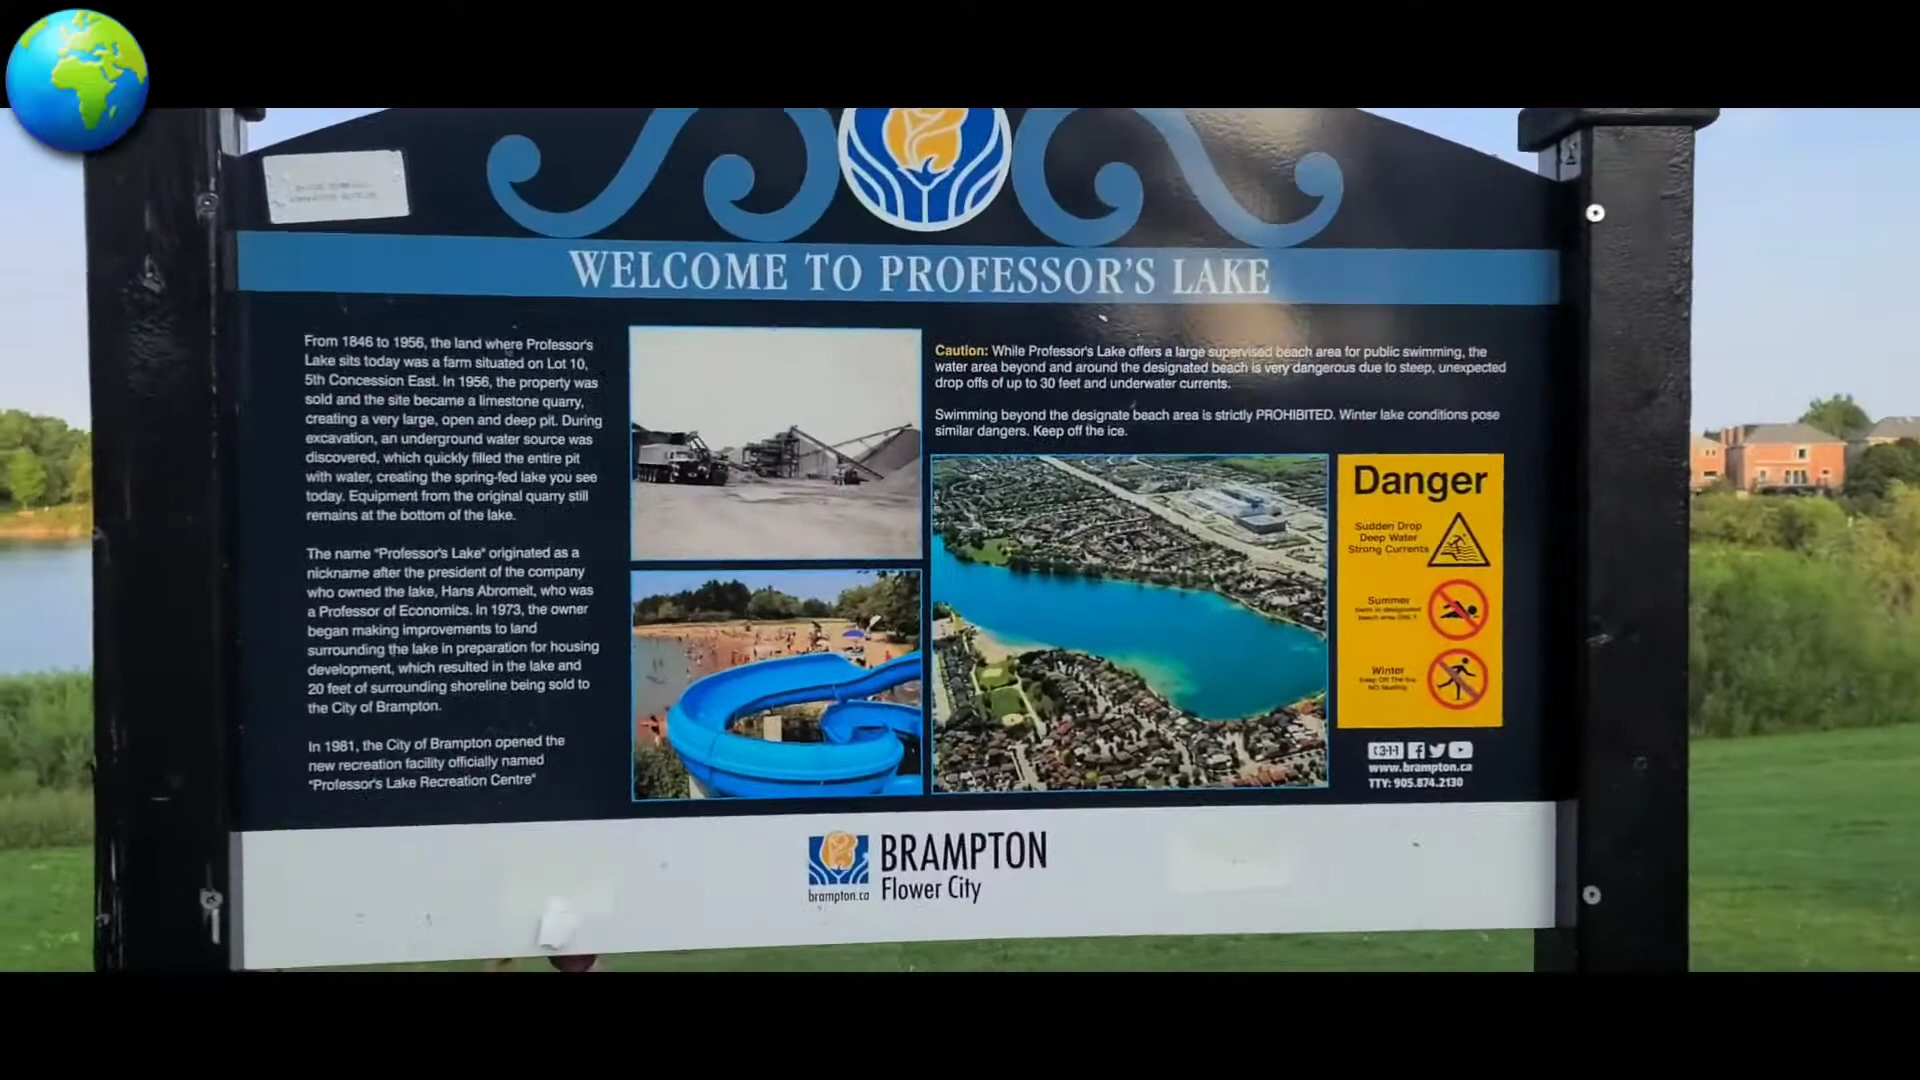 WELCOME TO PROFESSOR'S LAKE
From 1846 to 1956, the land where Professor's
Lake sits today was a farm situated on Lot 10,
5th Concession East. In 1956, the property was
sold and the site became a limestone quarry,
creating a very large, open and deep pit. During
excavation, an underground water source was
discovered, which quickly filled the entire pit
with water, creating the spring-fed lake you see
today. Equipment from the original quarry still
remains at the bottom of the lake.
The name "Professor's Lake" originated as a
nickname after the president of the company
who owned the lake, Hans Abromeit, who was
a Professor of Economics. In 1973, the owner
began making improvements to land
surrounding the lake in preparation for housing
development, which resulted in the lake and
20 feet of surrounding shoreline being sold to
the City of Brampton.
In 1981, the City of Brampton opened the
new recreation facility officially named
"Professor's Lake Recreation Centre"
Caution: While Professor's Lake offers a large supervised beach area for public swimming, the
water area beyond and around the designated beach is very dangerous due to steep, unexpected
drop offs of up to 30 feet and underwater currents.
Swimming beyond the designate beach area is strictly PROHIBITED. Winter lake conditions pose
similar dangers. Keep off the ice.
Danger
Sudden Drop
Deep Water
Strong Currents
Summer
Swim in designated
beach area ONLY
Winter
Keep Off The Ice
NO Skating
3-1-1
www.brampton.ca
TTY: 905.874.2130
brampton.ca
BRAMPTON
Flower City